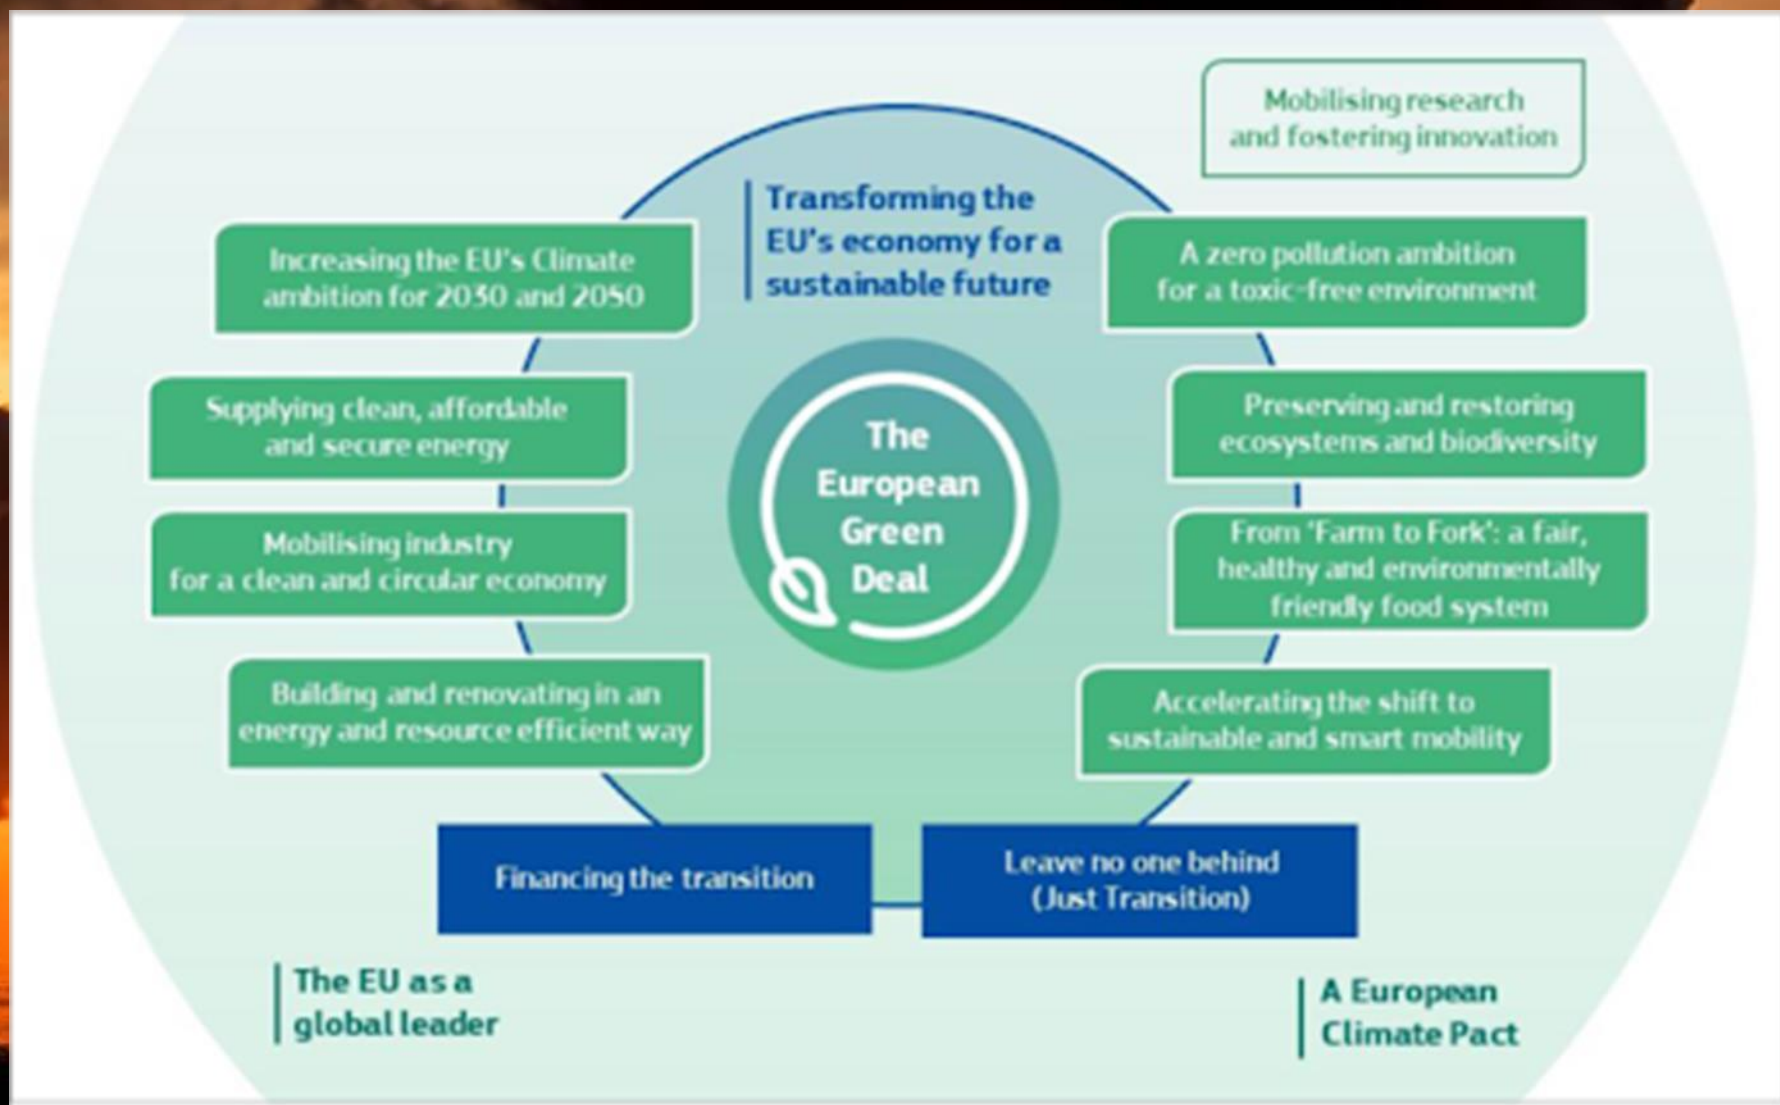 Mobilising research
and fostering innovation
Transforming the
EU's economy for a
sustainable future
Increasing the EU's Climate
ambition for 2030 and 2050
Supplying clean, affordable
and secure energy
Mobilising industry
for a clean and circular economy
Building and renovating in an
energy and resource efficient way
The
European
Green
Deal
A zero pollution ambition
for a toxic-free environment
Preserving and restoring
ecosystems and biodiversity
From 'Farm to Fork': a fair,
healthy and environmentally
friendly food system
Accelerating the shift to
sustainable and smart mobility
Financing the transition
Leave no one behind
(Just Transition)
The EU as a
global leader
A European
Climate Pact